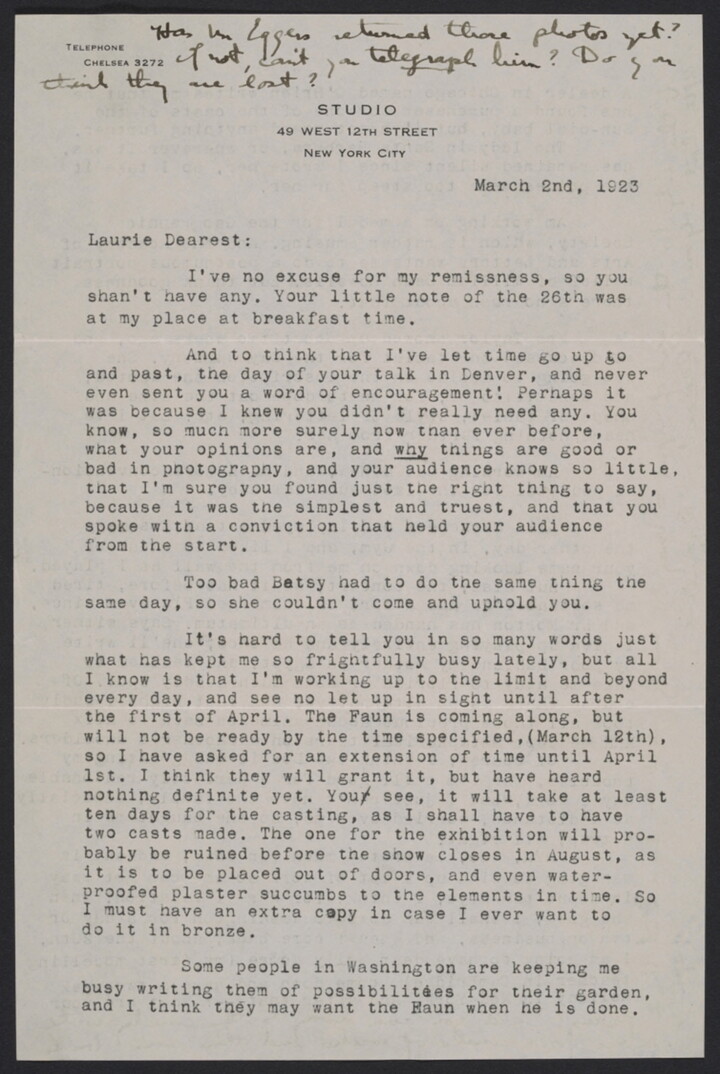 Has Mr Eggers returned those photos yet?
TELEPHONE
CHELSEA 3272
If not, can't you telegraph him? Do you
think they are lost?
STUDIO
49 WEST 12TH STREET
NEW YORK CITY
March 2nd, 1923
Laurie Dearest:
I've no excuse for my remissness, so you
shan't have any. Your little note of the 26th was
at my place at breakfast time.
And to think that I've let time go up to
and past, the day of your talk in Denver, and never
even sent you a word of encouragement! Perhaps it
was because I knew you didn't really need any. You
know, so much more surely now than ever before,
what your opinions are, and why things are good or
bad in photography, and your audience knows so little,
that I'm sure you found just the right thing to say,
because it was the simplest and truest, and that you
spoke with a conviction that held your audience
from the start.
Too bad Betsy had to do the same thing the
same day, so she couldn't come and uphold you.
It's hard to tell you in so many words just
what has kept me so frightfully busy lately, but all
I know is that I'm working up to the limit and beyond
every day, and see no let up in sight until after
the first of April. The Faun is coming along, but
will not be ready by the time specified,(March 12th),
so I have asked for an extension of time until April
1st. I think they will grant it, but have heard
nothing definite yet. You see, it will take at least
ten days for the casting, as I shall have to have
two casts made. The one for the exhibition will pro-
bably be ruined before the show closes in August, as
it is to be placed out of doors, and even water-
proofed plaster succumbs to the elements in time. So
I must have an extra copy in case I ever want to
do it in bronze.
Some people in Washington are keeping me
busy writing them of possibilities for their garden,
and I think they may want the Faun when he is done.